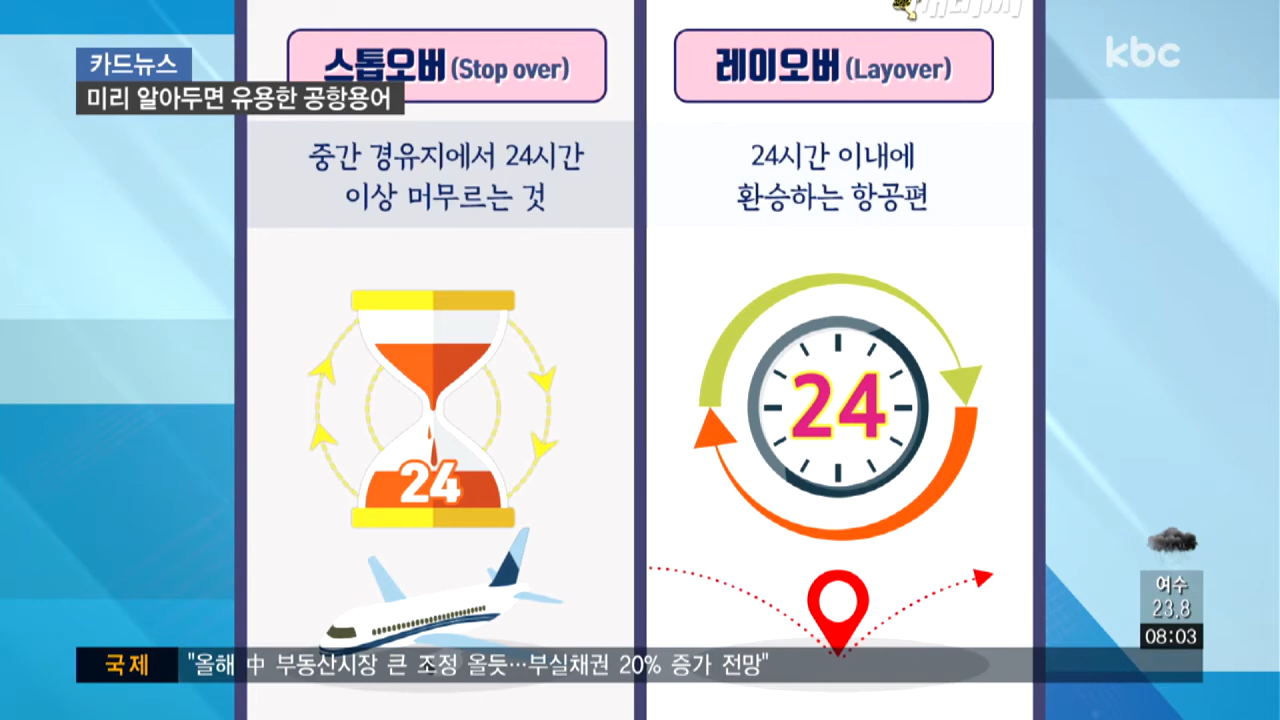 kbc
카드뉴스
미리 알아두면 유용한 공항용어
스톱오버 (Stop over)
중간 경유지에서 24시간
이상 머무르는 것
24
레이오버 (Layover)
24시간 이내에
환승하는 항공편
24
여수
23.8
08:03
국제
"올해 中 부동산시장 큰 조정 올듯…부실채권 20% 증가 전망"